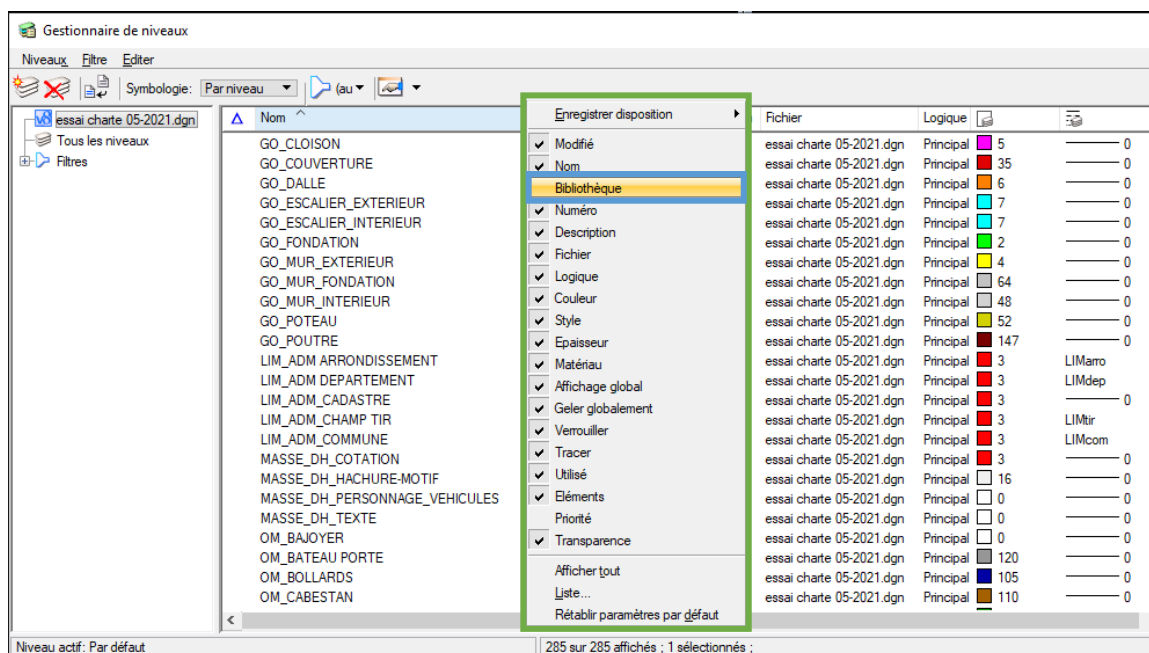 Gestionnaire de niveaux
Niveaux Filtre Editer
Symbologie: Par niveau (au
essai charte 05-2021.dgn
Tous les niveaux
Filtres
Nom Fichier Logique
GO_CLOISON essai charte 05-2021.dgn Principal 5 0
GO_COUVERTURE essai charte 05-2021.dgn Principal 35 0
GO_DALLE essai charte 05-2021.dgn Principal 6 0
GO_ESCALIER_EXTERIEUR essai charte 05-2021.dgn Principal 7 0
GO_ESCALIER_INTERIEUR essai charte 05-2021.dgn Principal 7 0
GO_FONDATION essai charte 05-2021.dgn Principal 2 0
GO_MUR_EXTERIEUR essai charte 05-2021.dgn Principal 4 0
GO_MUR_FONDATION essai charte 05-2021.dgn Principal 64 0
GO_MUR_INTERIEUR essai charte 05-2021.dgn Principal 48 0
GO_POTEAU essai charte 05-2021.dgn Principal 52 0
GO_POUTRE essai charte 05-2021.dgn Principal 147 0
LIM_ADM ARRONDISSEMENT essai charte 05-2021.dgn Principal 3 LIMarro
LIM_ADM DEPARTEMENT essai charte 05-2021.dgn Principal 3 LIMdep
LIM_ADM_CADASTRE essai charte 05-2021.dgn Principal 3 0
LIM_ADM_CHAMP TIR essai charte 05-2021.dgn Principal 3 LIMtir
LIM_ADM_COMMUNE essai charte 05-2021.dgn Principal 3 LIMcom
MASSE_DH_COTATION essai charte 05-2021.dgn Principal 3 0
MASSE_DH_HACHURE-MOTIF essai charte 05-2021.dgn Principal 16 0
MASSE_DH_PERSONNAGE_VEHICULES essai charte 05-2021.dgn Principal 0 0
MASSE_DH_TEXTE essai charte 05-2021.dgn Principal 0 0
OM_BAJOYER essai charte 05-2021.dgn Principal 0 0
OM_BATEAU PORTE essai charte 05-2021.dgn Principal 120 0
OM_BOLLARDS essai charte 05-2021.dgn Principal 105 0
OM_CABESTAN essai charte 05-2021.dgn Principal 110 0
Enregistrer disposition
Modifié
Nom
Bibliothèque
Numéro
Description
Fichier
Logique
Couleur
Style
Epaisseur
Matériau
Affichage global
Geler globalement
Verrouiller
Tracer
Utilisé
Eléments
Priorité
Transparence
Afficher tout
Liste...
Rétablir paramètres par défaut
Niveau actif: Par défaut
285 sur 285 affichés ; 1 sélectionnés ;